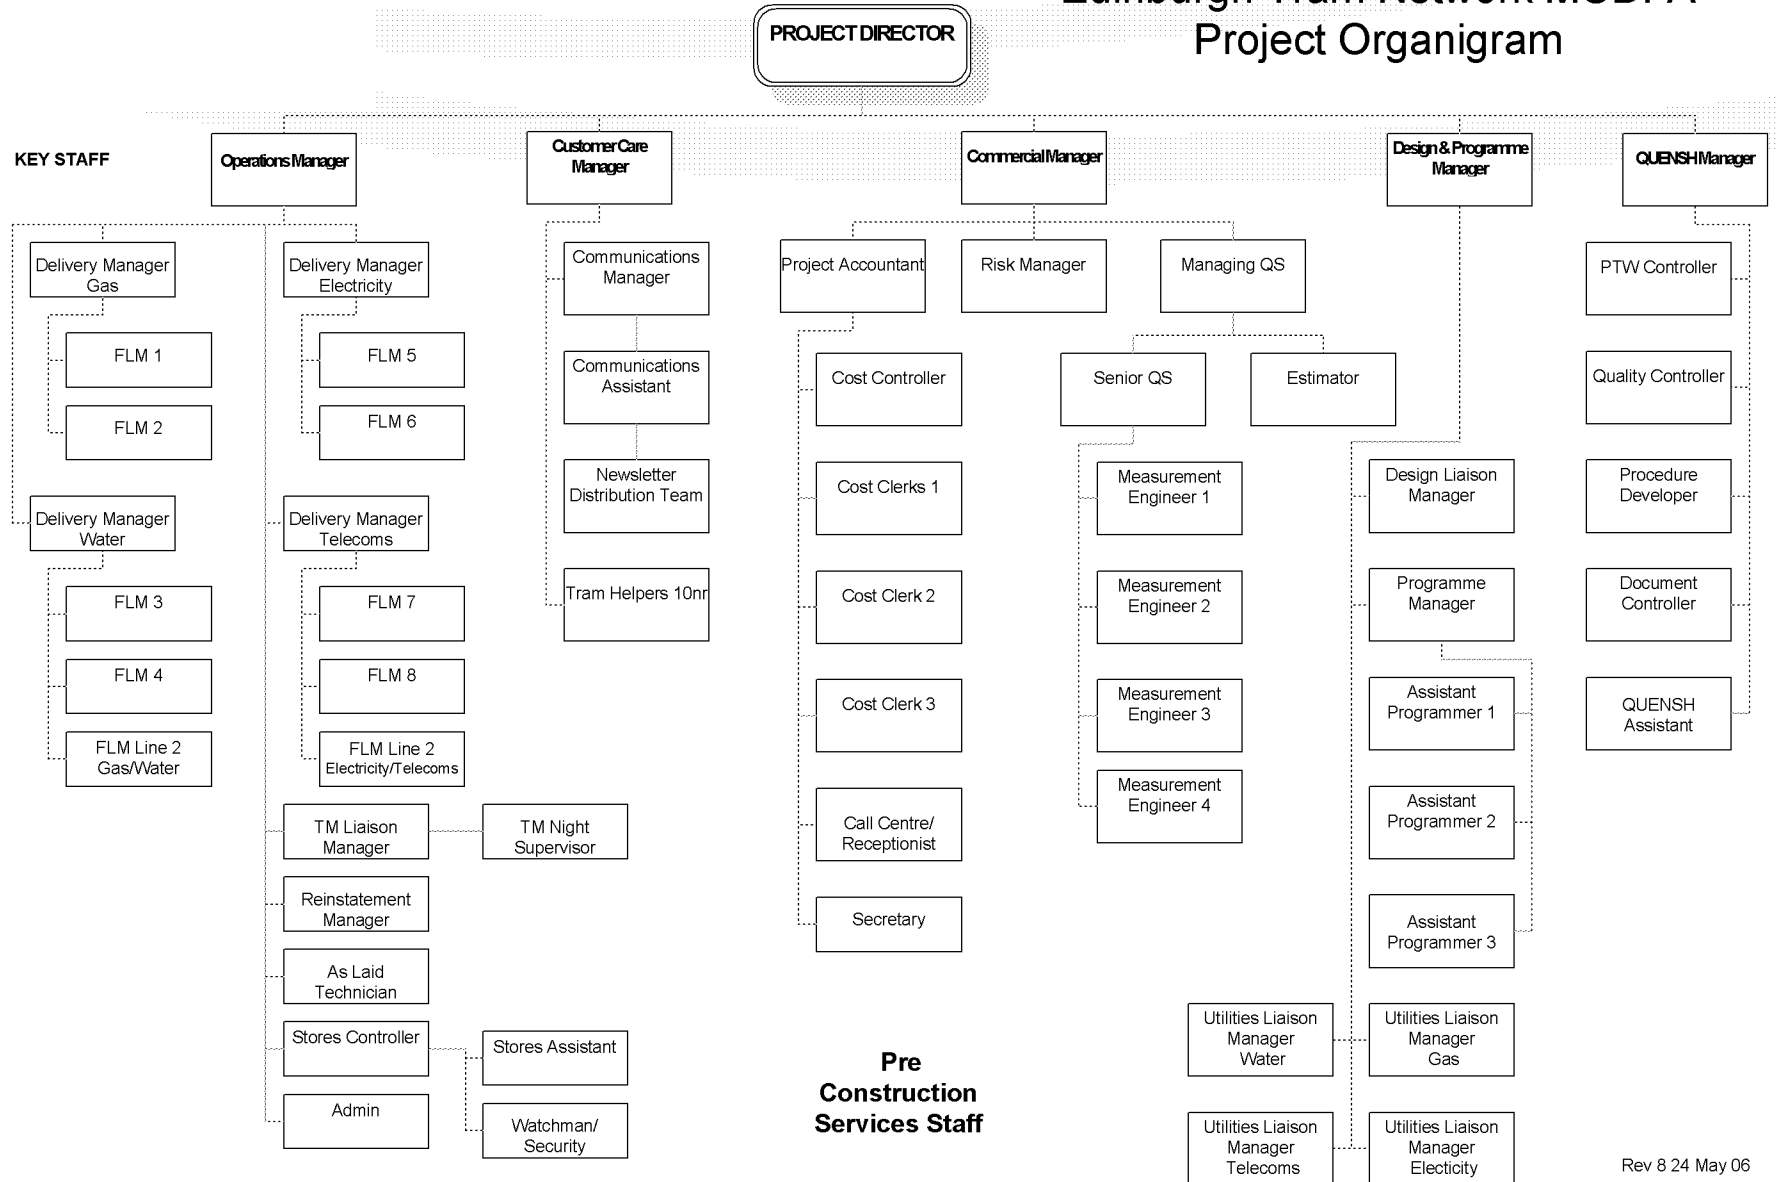 Edinburgh Tram Network MUDFA
Project Organigram
PROJECT DIRECTOR
KEY STAFF
Operations Manager
Customer Care
Manager
Commercial Manager
Design & Programme
Manager
QUENSH Manager
Delivery Manager
Gas
FLM 1
FLM 2
Delivery Manager
Water
FLM 3
FLM 4
FLM Line 2
Gas/Water
Delivery Manager
Electricity
FLM 5
FLM 6
Delivery Manager
Telecoms
FLM 7
FLM 8
FLM Line 2
Electricity/Telecoms
TM Liaison
Manager
TM Night
Supervisor
Reinstatement
Manager
As Laid
Technician
Stores Controller
Stores Assistant
Watchman/
Security
Admin
Communications
Manager
Communications
Assistant
Newsletter
Distribution Team
Tram Helpers 10nr
Project Accountant
Risk Manager
Managing QS
Cost Controller
Cost Clerks 1
Cost Clerk 2
Cost Clerk 3
Call Centre/
Receptionist
Secretary
Senior QS
Estimator
Measurement
Engineer 1
Measurement
Engineer 2
Measurement
Engineer 3
Measurement
Engineer 4
Design Liaison
Manager
Programme
Manager
Assistant
Programmer 1
Assistant
Programmer 2
Assistant
Programmer 3
Utilities Liaison
Manager
Water
Utilities Liaison
Manager
Gas
Utilities Liaison
Manager
Telecoms
Utilities Liaison
Manager
Electicity
PTW Controller
Quality Controller
Procedure
Developer
Document
Controller
QUENSH
Assistant
Pre
Construction
Services Staff
Rev 8 24 May 06